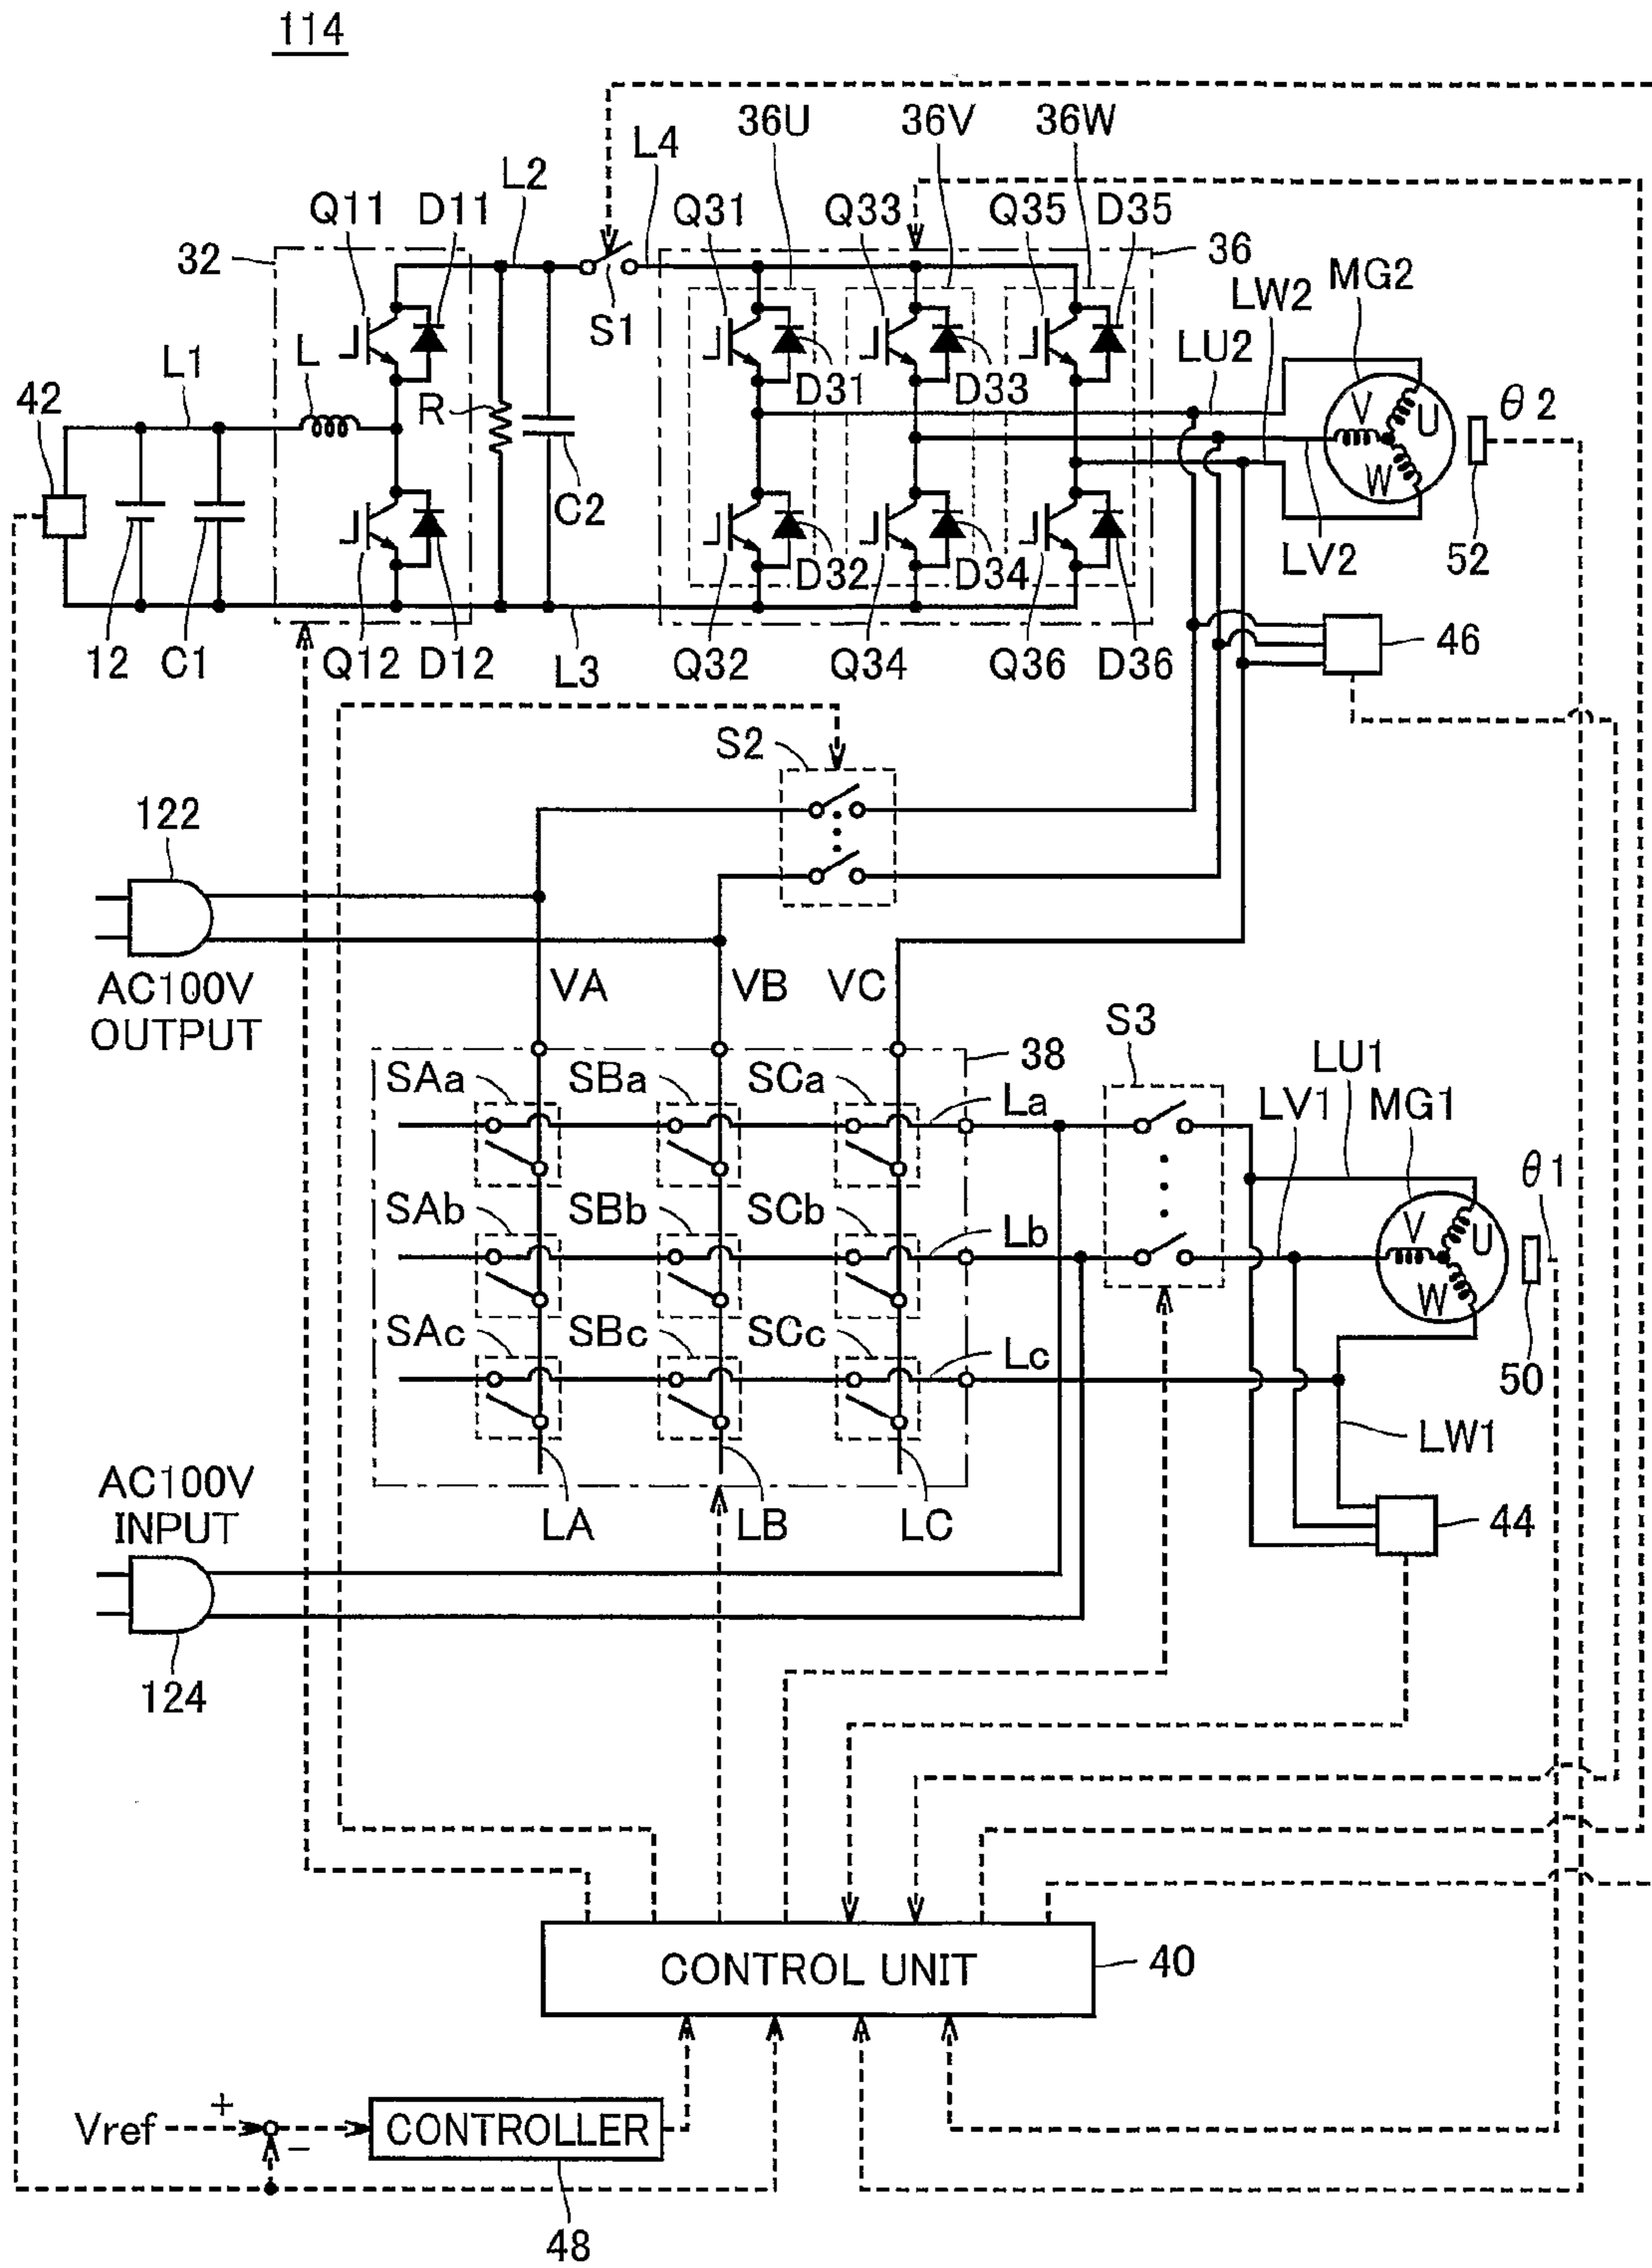 114
36U
36V
36W
L4
L2
Q11
D11
Q31
Q33
Q35
D35
32
36
MG2
LW2
S1
LU2
L1
L
42
R
D31
D33
θ2
V
U
W
C2
D32
D34
LV2
52
12
C1
Q12
D12
L3
Q32
Q34
Q36
D36
46
S2
122
AC100V
OUTPUT
VA
VB
VC
S3
38
LU1
SAa
SBa
SCa
La
LV1
MG1
θ1
SAb
SBb
SCb
Lb
V
U
W
SAc
SBc
SCc
Lc
50
LW1
AC100V
INPUT
LA
LB
LC
44
124
CONTROL UNIT
40
Vref
+
−
CONTROLLER
48